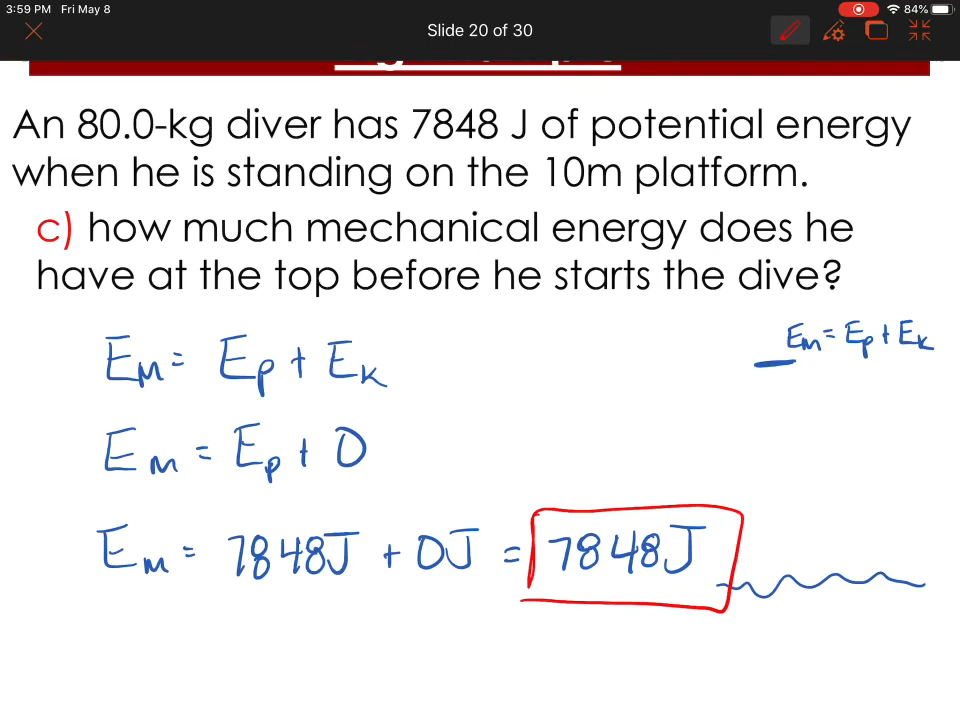 3:59 PM Fri May 8
84%
Slide 20 of 30
An 80.0-kg diver has 7848 J of potential energy
when he is standing on the 10m platform.
c) how much mechanical energy does he
have at the top before he starts the dive?
Em = Ep + Ek
Em = Ep + Ek
Em = Ep + 0
Em = 7848J + 0J = 7848J